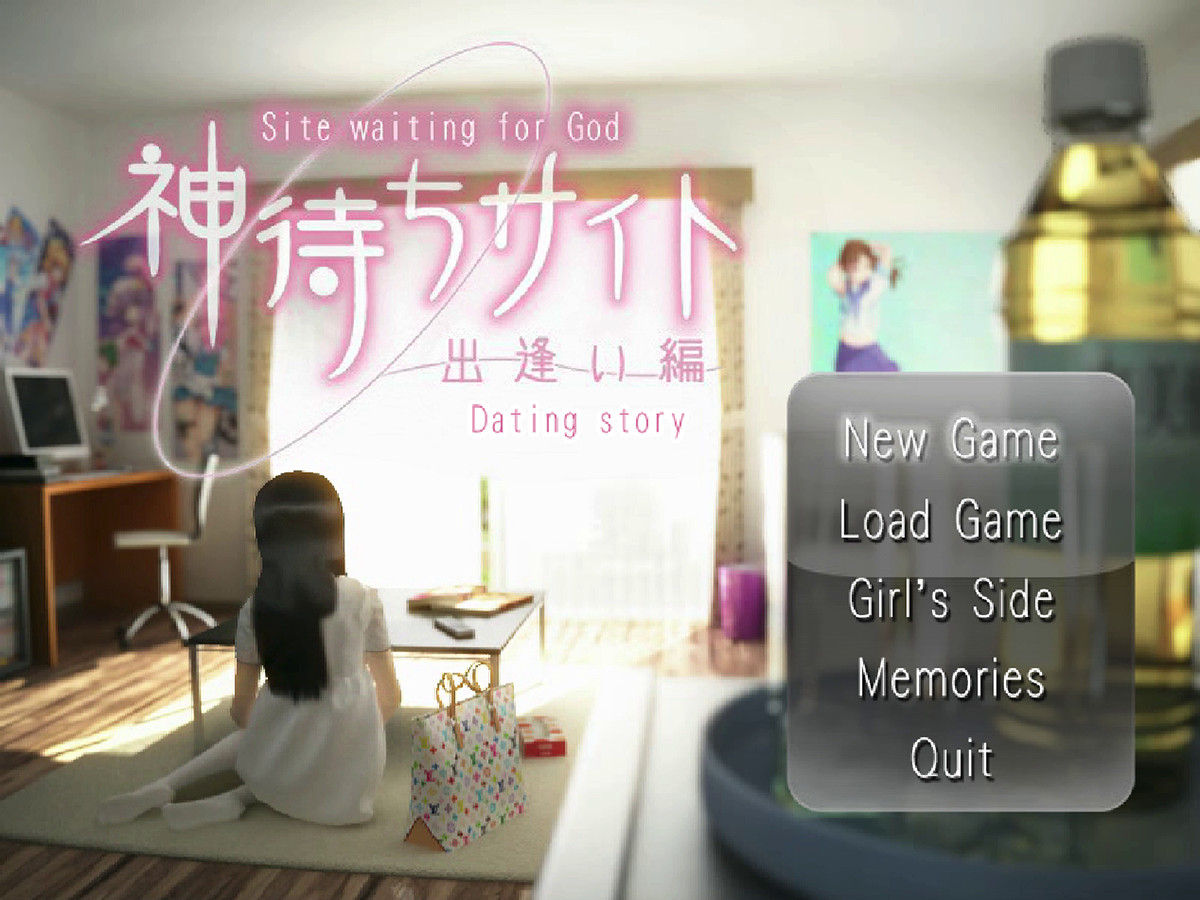 Site waiting for God
神待ちサイト
出逢い編
Dating story
New Game
Load Game
Girl's Side
Memories
Quit